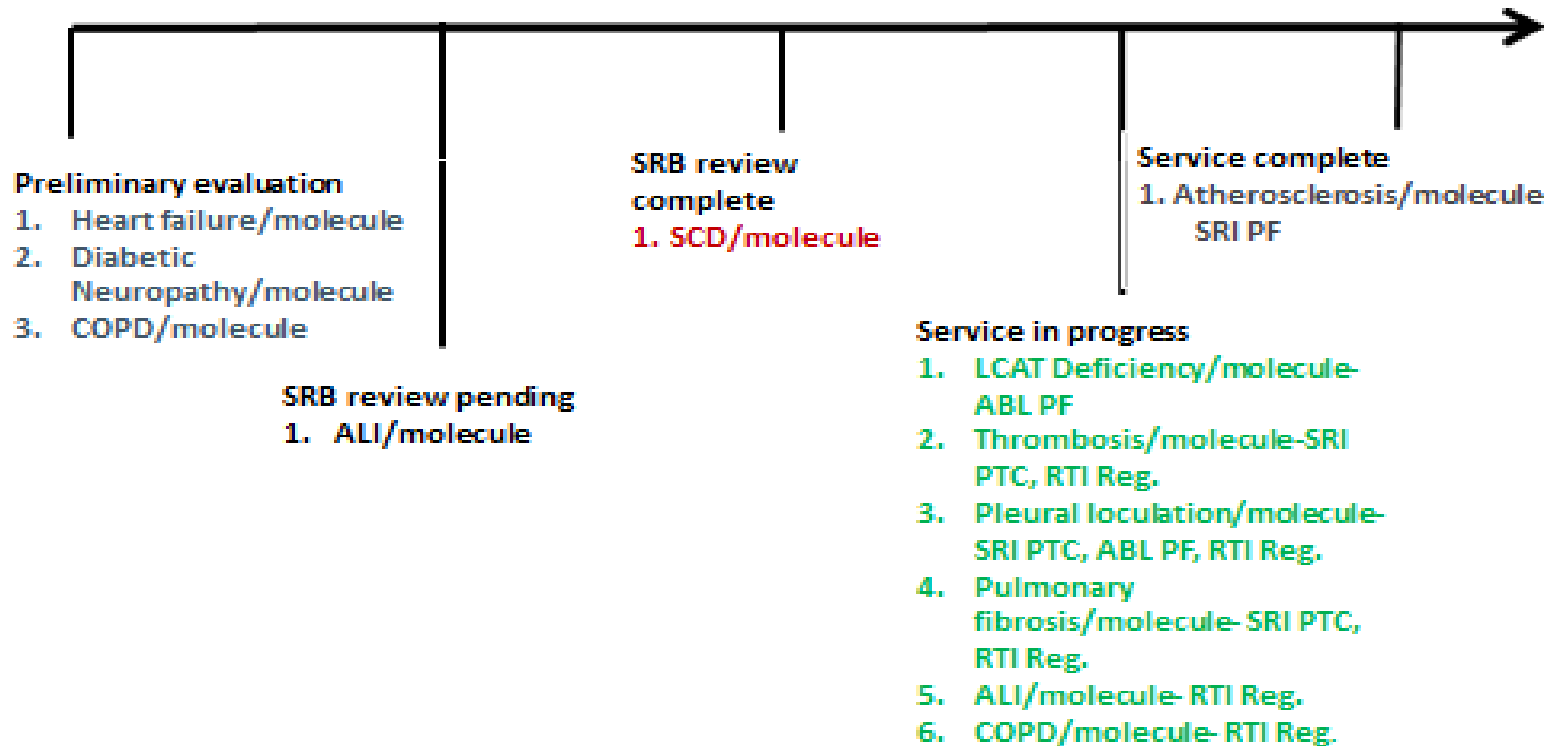 Preliminary evaluation
1. Heart failure/molecule
2. Diabetic
Neuropathy/molecule
3. COPD/molecule
SRB review pending
1. ALI/molecule
SRB review
complete
1. SCD/molecule
Service in progress
1. LCAT Deficiency/molecule-
ABL PF
2. Thrombosis/molecule-SRI
PTC, RTI Reg.
3. Pleural loculation/molecule-
SRI PTC, ABL PF, RTI Reg.
4. Pulmonary
fibrosis/molecule- SRI PTC,
RTI Reg.
5. ALI/molecule- RTI Reg.
6. COPD/molecule- RTI Reg.
Service complete
1. Atherosclerosis/molecule
SRI PF